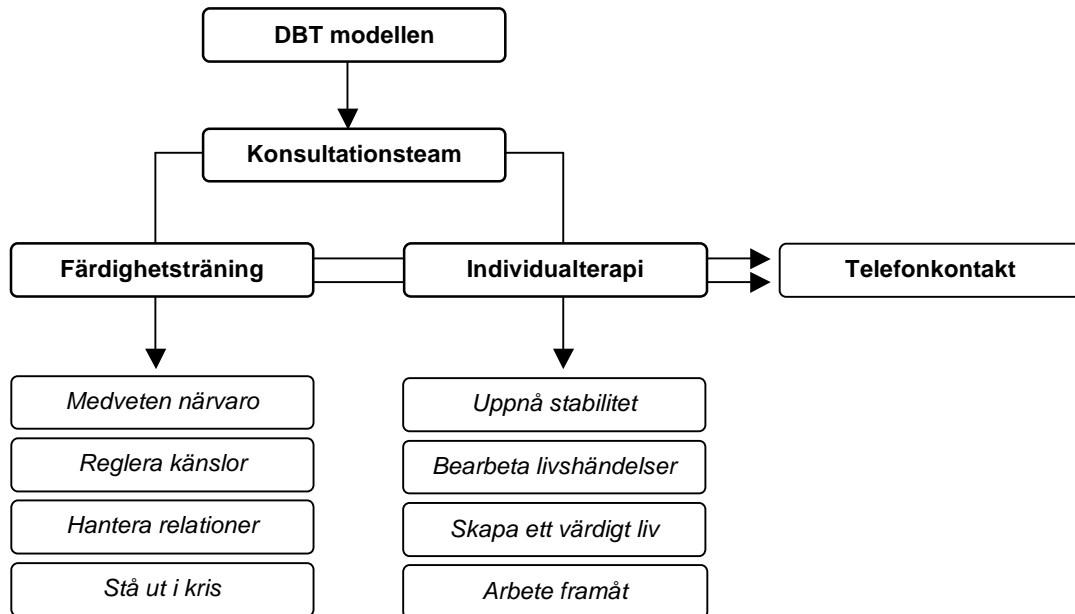 DBT modellen
Konsultationsteam
Färdighetsträning
Individualterapi
Telefonkontakt
Medveten närvaro
Reglera känslor
Hantera relationer
Stå ut i kris
Uppnå stabilitet
Bearbeta livshändelser
Skapa ett värdigt liv
Arbete framåt